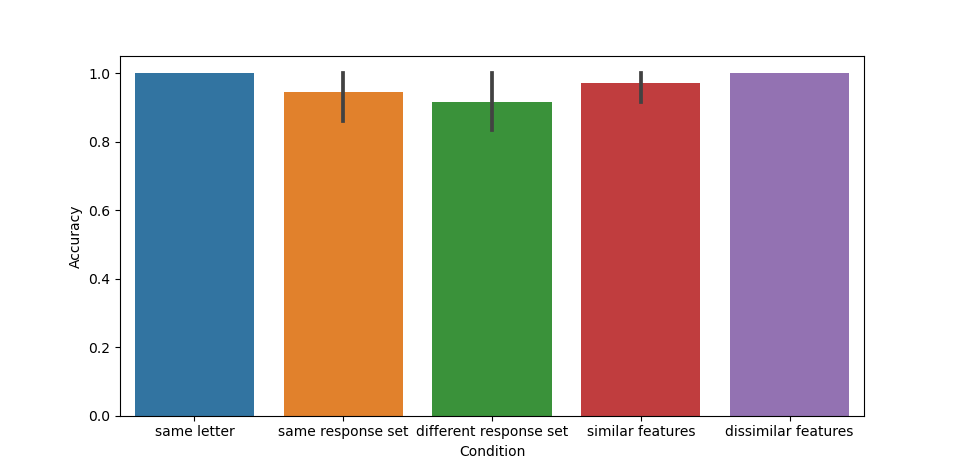 1.0
0.8
0.6
0.4
0.2
0.0
Accuracy
same letter same response set different response set similar features dissimilar features
Condition